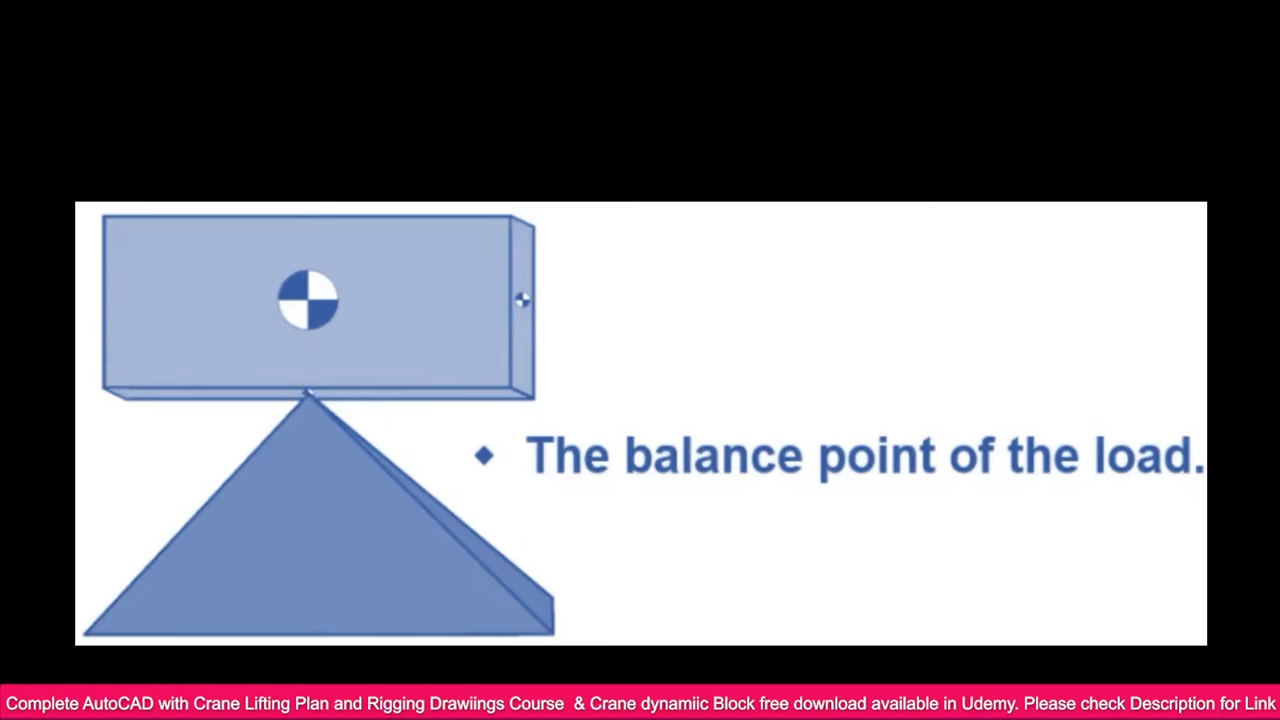 The balance point of the load.
Complete AutoCAD with Crane Lifting Plan and Rigging Drawiings Course & Crane dynamiic Block free download available in Udemy. Please check Description for Link